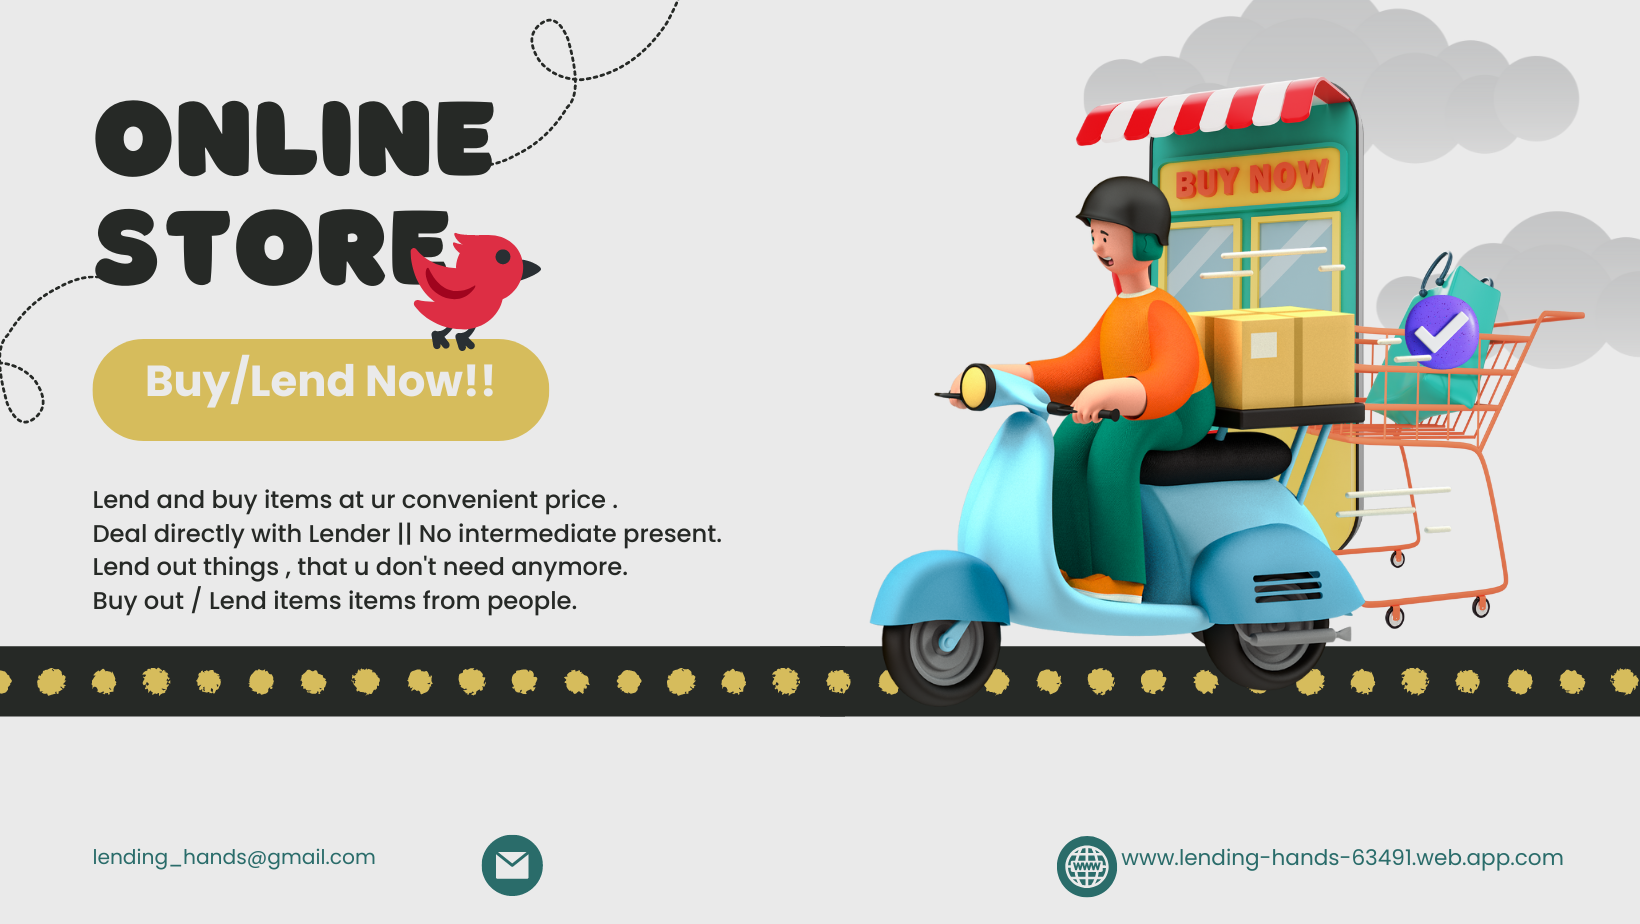 ONLINE
STORE
BUY NOW
Buy/Lend Now!!
Lend and buy items at ur convenient price .
Deal directly with Lender || No intermediate present.
Lend out things , that u don't need anymore.
Buy out / Lend items items from people.
lending_hands@gmail.com
www
www.lending-hands-63491.web.app.com